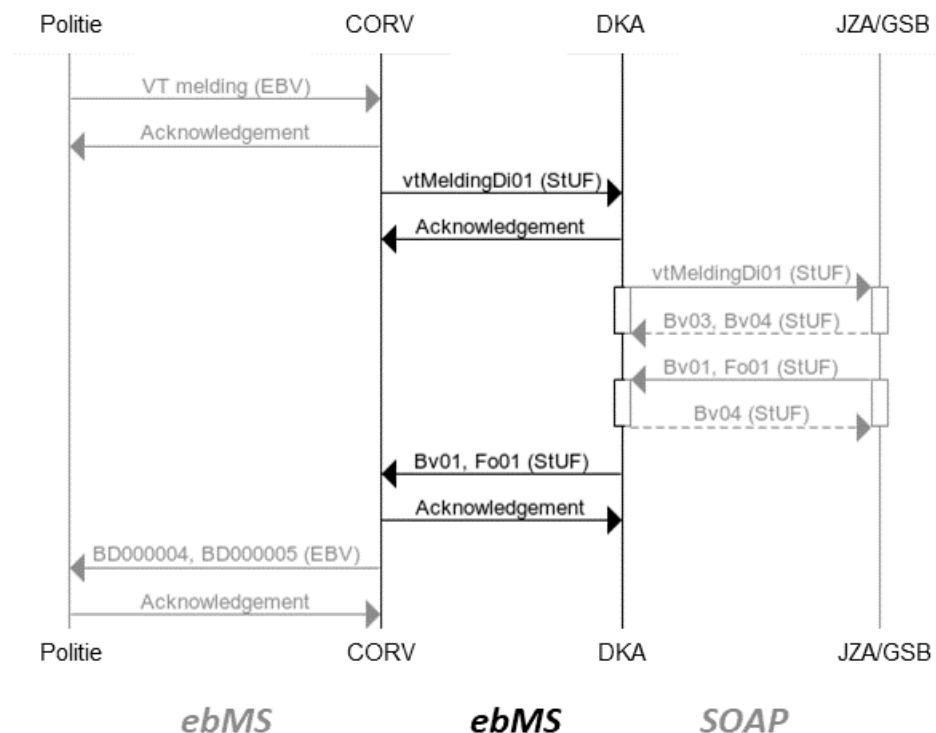 Politie CORV DKA JZA/GSB
VT melding (EBV)
Acknowledgement
vtMeldingDi01 (StUF)
Acknowledgement
vtMeldingDi01 (StUF)
Bv03, Bv04 (StUF)
Bv01, Fo01 (StUF)
Bv04 (StUF)
Bv01, Fo01 (StUF)
Acknowledgement
BD000004, BD000005 (EBV)
Acknowledgement
Politie CORV DKA JZA/GSB
ebMS ebMS SOAP